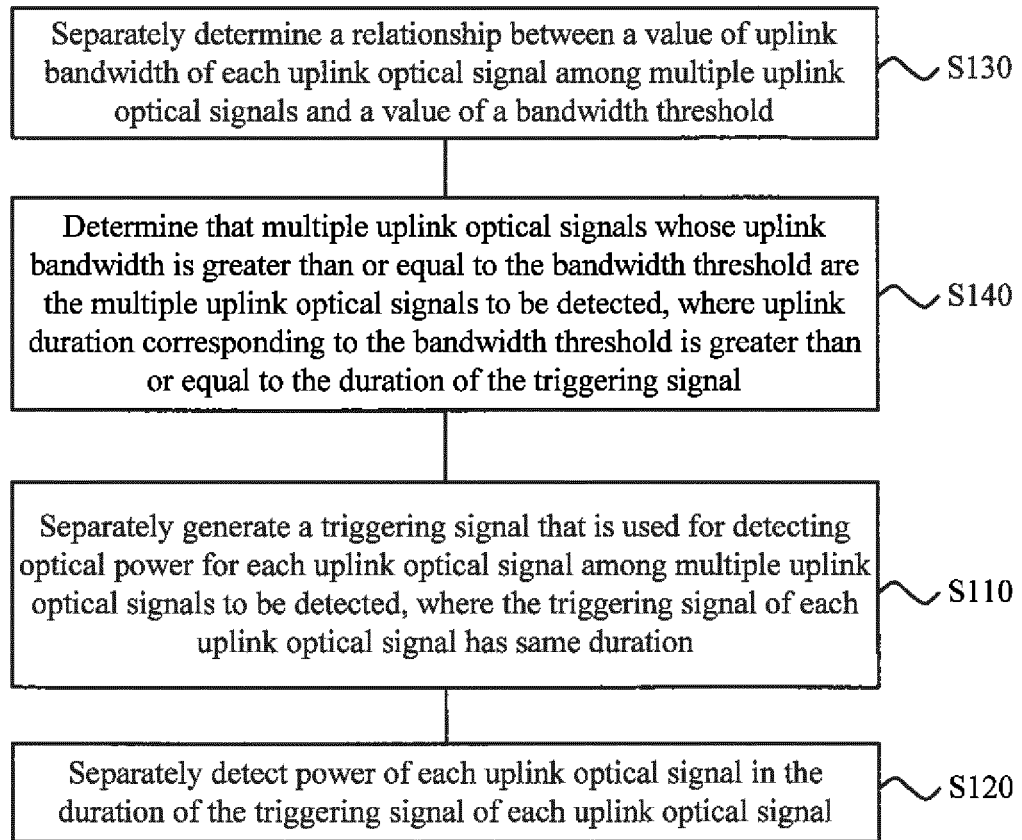 Separately determine a relationship between a value of uplink
bandwidth of each uplink optical signal among multiple uplink
optical signals and a value of a bandwidth threshold
S130
Determine that multiple uplink optical signals whose uplink
bandwidth is greater than or equal to the bandwidth threshold are
the multiple uplink optical signals to be detected, where uplink
duration corresponding to the bandwidth threshold is greater than
or equal to the duration of the triggering signal
S140
Separately generate a triggering signal that is used for detecting
optical power for each uplink optical signal among multiple uplink
optical signals to be detected, where the triggering signal of each
uplink optical signal has same duration
S110
Separately detect power of each uplink optical signal in the
duration of the triggering signal of each uplink optical signal
S120